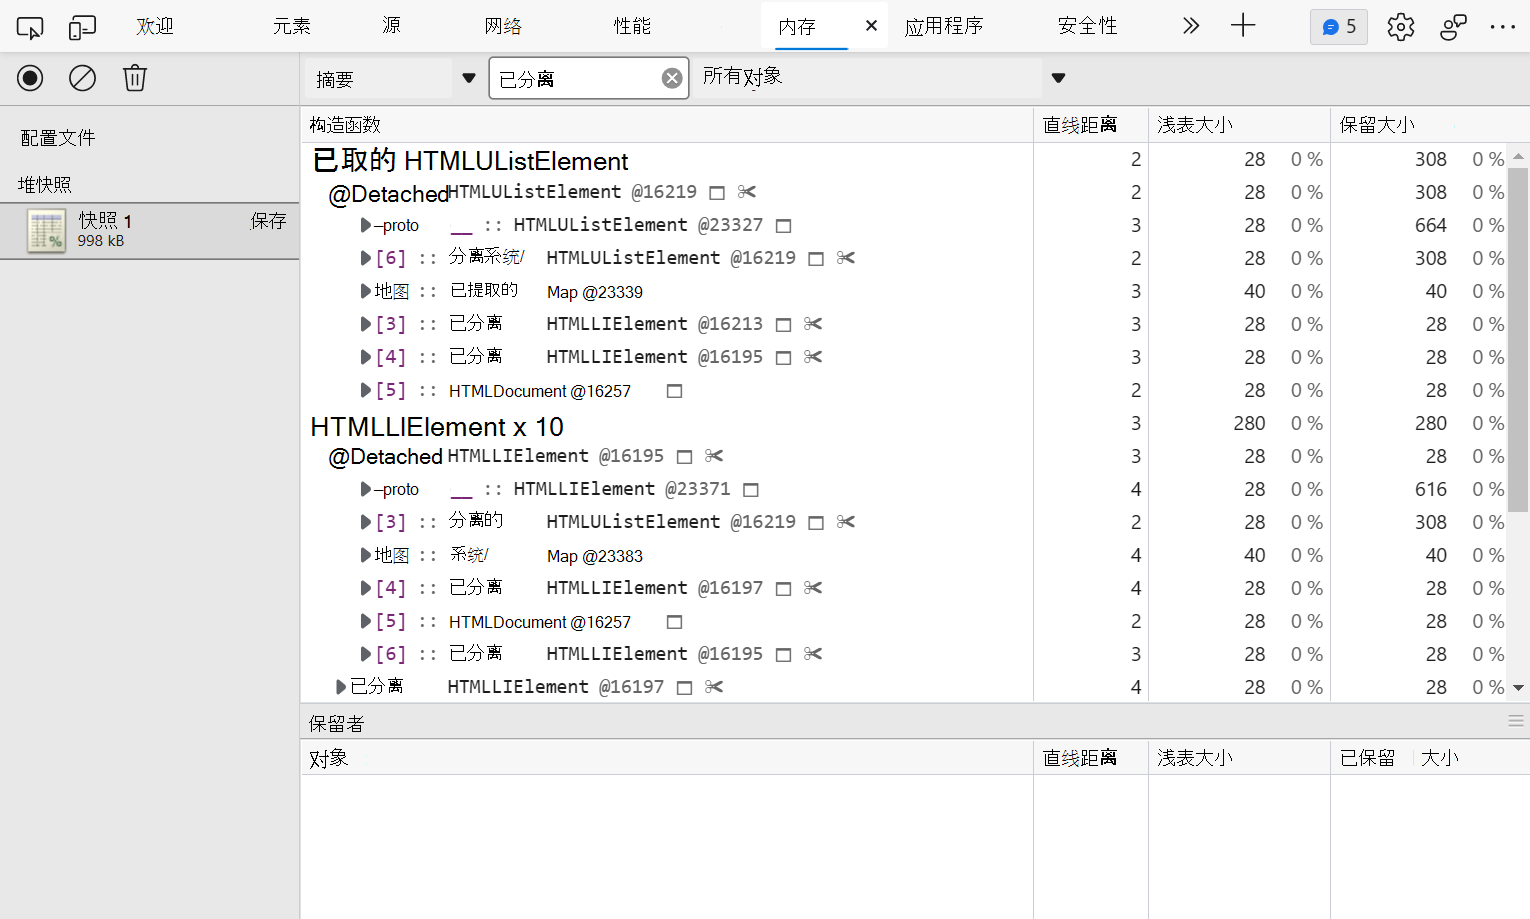 欢迎 元素 源 网络 性能 内存 应用程序 安全性 5
摘要 已分离 所有对象
配置文件
堆快照
快照 1 保存
998 kB
构造函数 直线距离 浅表大小 保留大小
已取的 HTMLUListElement 2 28 0 % 308 0 %
@Detached HTMLUListElement @16219 2 28 0 % 308 0 %
–proto __ :: HTMLUListElement @23327 3 28 0 % 664 0 %
[6] :: 分离系统/ HTMLUListElement @16219 2 28 0 % 308 0 %
地图 :: 已提取的 Map @23339 3 40 0 % 40 0 %
[3] :: 已分离 HTMLLIElement @16213 3 28 0 % 28 0 %
[4] :: 已分离 HTMLLIElement @16195 3 28 0 % 28 0 %
[5] :: HTMLDocument @16257 2 28 0 % 28 0 %
HTMLLIElement x 10 3 280 0 % 280 0 %
@Detached HTMLLIElement @16195 3 28 0 % 28 0 %
–proto __ :: HTMLLIElement @23371 4 28 0 % 616 0 %
[3] :: 分离的 HTMLUListElement @16219 2 28 0 % 308 0 %
地图 :: 系统/ Map @23383 4 40 0 % 40 0 %
[4] :: 已分离 HTMLLIElement @16197 4 28 0 % 28 0 %
[5] :: HTMLDocument @16257 2 28 0 % 28 0 %
[6] :: 已分离 HTMLLIElement @16195 3 28 0 % 28 0 %
已分离 HTMLLIElement @16197 4 28 0 % 28 0 %
保留者
对象 直线距离 浅表大小 已保留 大小